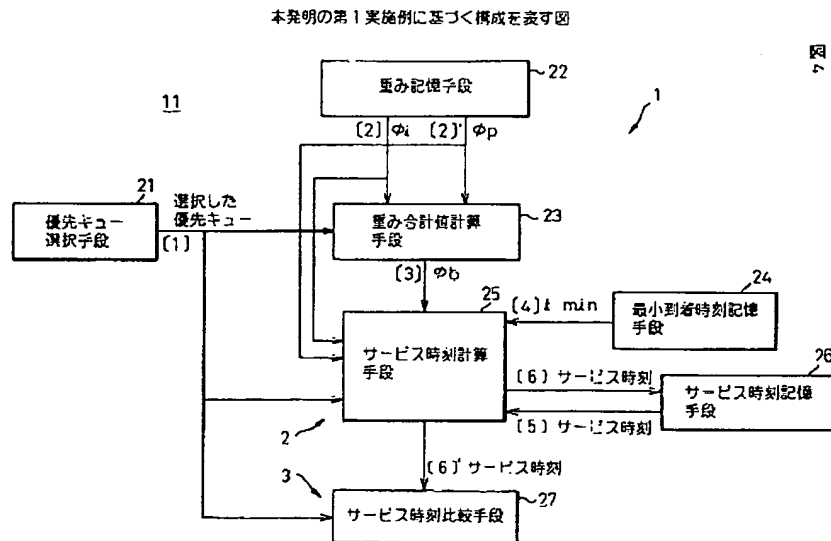 本発明の第1実施例に基づく構成を表す図
図
22
重み記憶手段
11
1
[2] φi
[2]' φp
21
選択した
優先キュー
優先キュー
選択手段
[1]
重み合計値計算
手段
23
[3] φb
24
25
[4] t min
最小到着時刻記憶
手段
サービス時刻計算
手段
26
[6] サービス時刻
サービス時刻記憶
手段
[5] サービス時刻
2
[6]' サービス時刻
3
27
サービス時刻比較手段